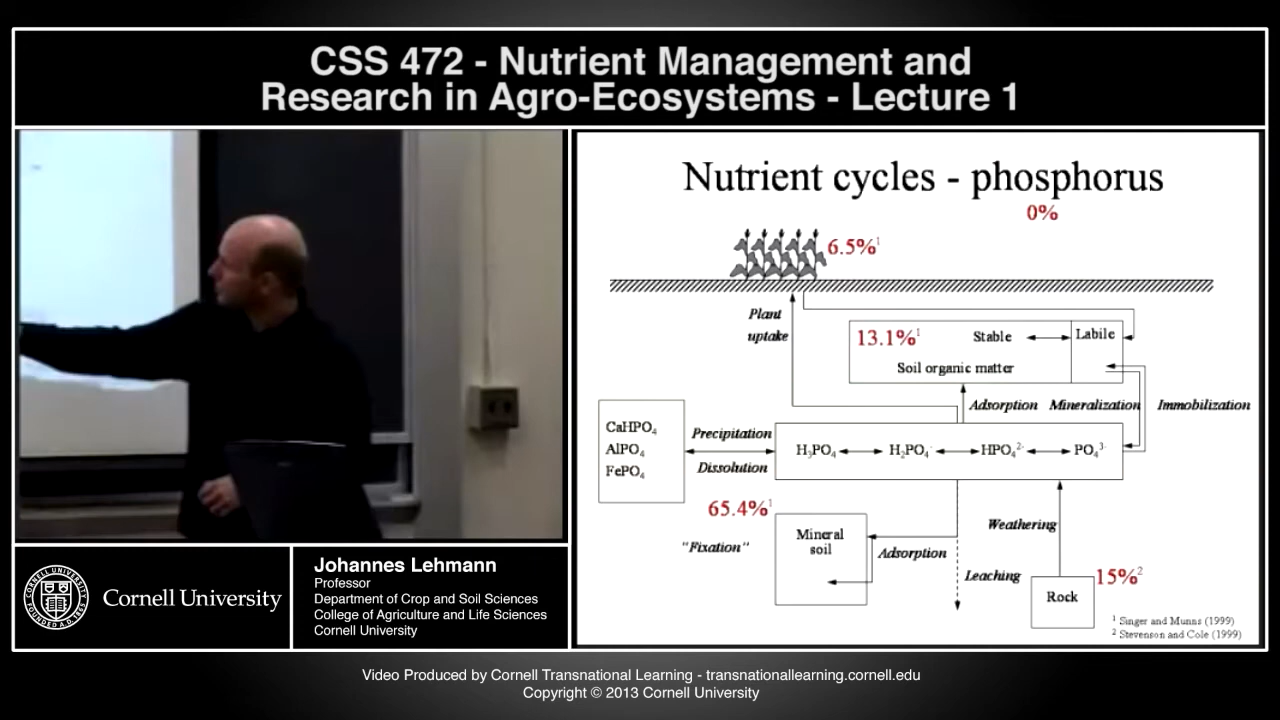 CSS 472 - Nutrient Management and
Research in Agro-Ecosystems - Lecture 1
Nutrient cycles - phosphorus
0%
6.5%¹
Plant
uptake
13.1%¹
Stable
Labile
Soil organic matter
Adsorption
Mineralization
Immobilization
CaHPO₄
AlPO₄
FePO₄
Precipitation
Dissolution
H₃PO₄
H₂PO₄⁻
HPO₄²⁻
PO₄³⁻
65.4%¹
"Fixation"
Mineral
soil
Adsorption
Weathering
Leaching
Rock
15%²
¹ Singer and Munns (1999)
² Stevenson and Cole (1999)
Cornell University
Johannes Lehmann
Professor
Department of Crop and Soil Sciences
College of Agriculture and Life Sciences
Cornell University
Video Produced by Cornell Transnational Learning - transnationallearning.cornell.edu
Copyright © 2013 Cornell University